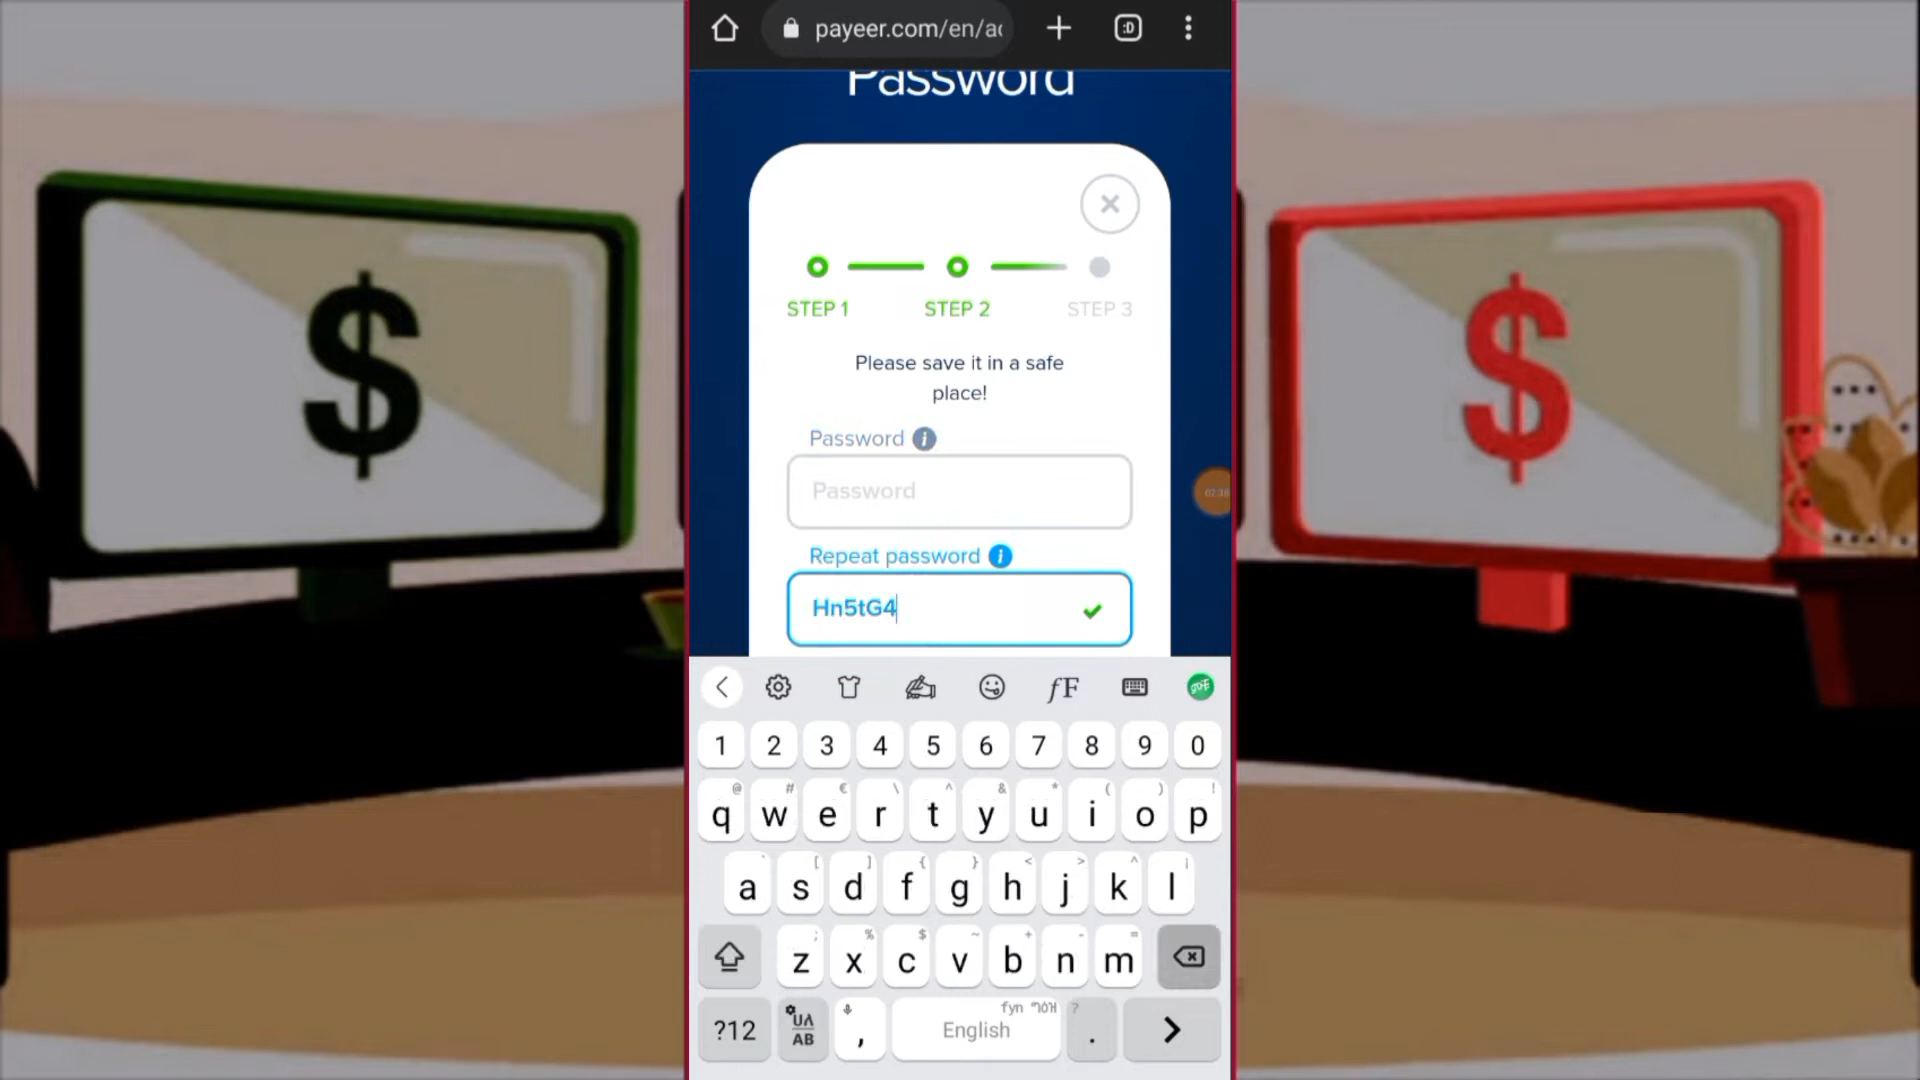 payeer.com/en/ac
Password
STEP 1 STEP 2 STEP 3
Please save it in a safe
place!
Password i
Password
Repeat password i
Hn5tG4
fF
1 2 3 4 5 6 7 8 9 0
@ # € \ ^ & * ( ) !
q w e r t y u i o p
` [ ] { } < > ^ ¡
a s d f g h j k l
; % $ ~ + - =
z x c v b n m
?
?12 AB , English .
$
$